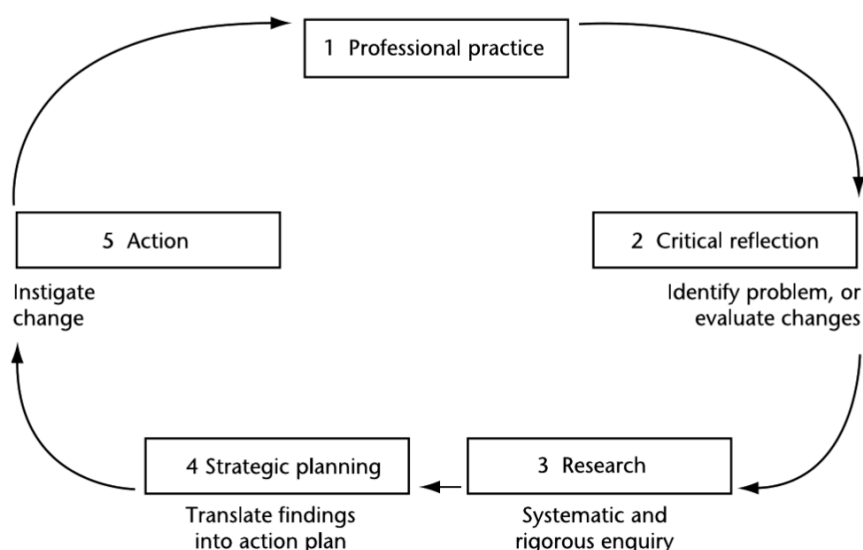 1 Professional practice
2 Critical reflection
Identify problem, or
evaluate changes
3 Research
Systematic and
rigorous enquiry
4 Strategic planning
Translate findings
into action plan
5 Action
Instigate
change